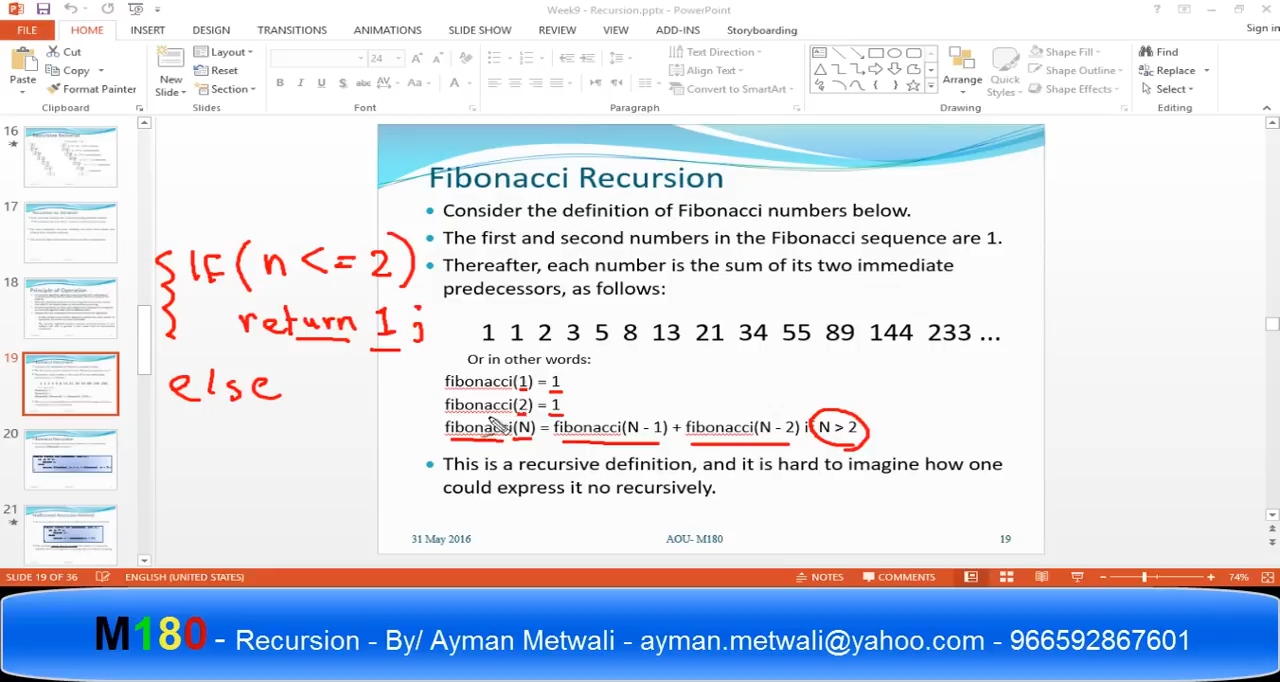 Week9 - Recursion.pptx - PowerPoint
FILE HOME INSERT DESIGN TRANSITIONS ANIMATIONS SLIDE SHOW REVIEW VIEW ADD-INS Storyboarding Sign in
Paste
Cut
Copy
Format Painter
New Slide
Layout
Reset
Section
24
B I U S abc AV Aa A
Text Direction
Align Text
Convert to SmartArt
Arrange
Quick Styles
Shape Fill
Shape Outline
Shape Effects
Find
Replace
Select
Clipboard Slides Font Paragraph Drawing Editing
16
17
18
19
20
21
Fibonacci Recursion
• Consider the definition of Fibonacci numbers below.
• The first and second numbers in the Fibonacci sequence are 1.
• Thereafter, each number is the sum of its two immediate
predecessors, as follows:
1 1 2 3 5 8 13 21 34 55 89 144 233 ...
Or in other words:
fibonacci(1) = 1
fibonacci(2) = 1
fibonacci(N) = fibonacci(N - 1) + fibonacci(N - 2) if N > 2
• This is a recursive definition, and it is hard to imagine how one
could express it no recursively.
31 May 2016 AOU- M180 19
{ IF (n <= 2)
return 1;
else
SLIDE 19 OF 36 ENGLISH (UNITED STATES) NOTES COMMENTS 74%
M180 - Recursion - By/ Ayman Metwali - ayman.metwali@yahoo.com - 966592867601